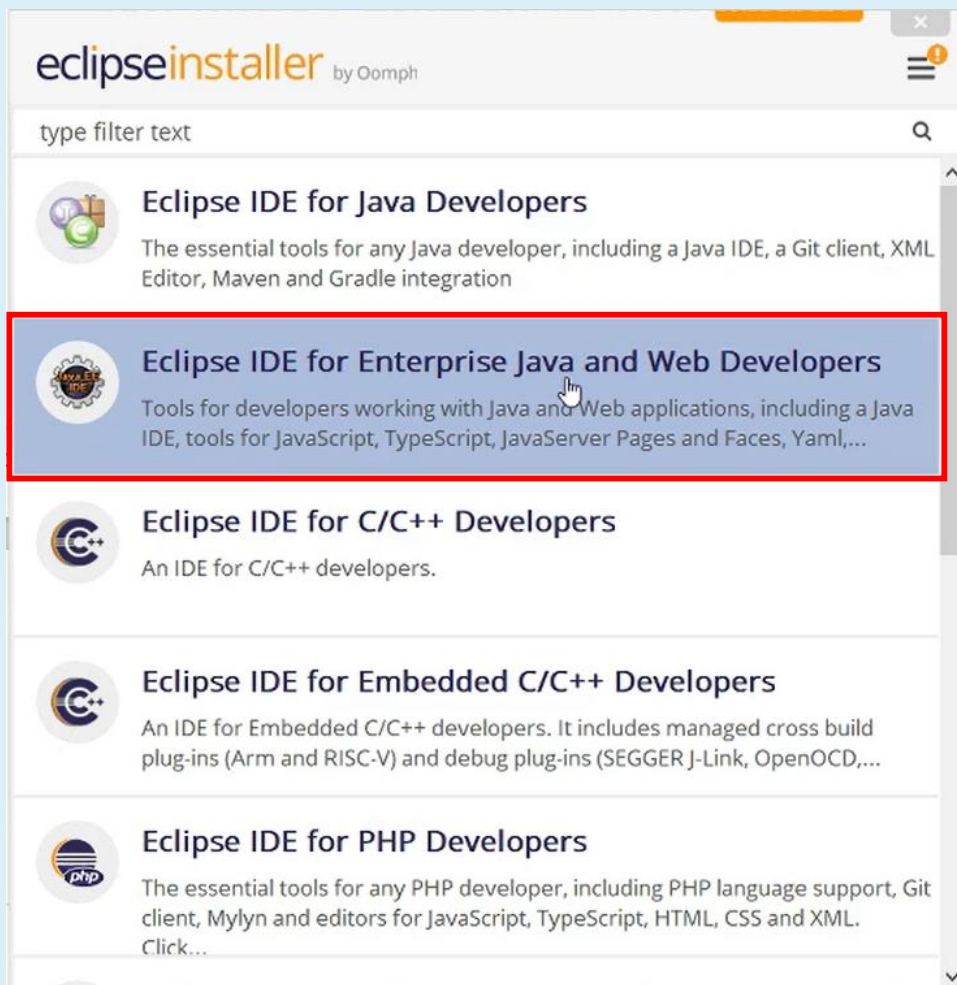 eclipseinstaller by Oomph
type filter text
Eclipse IDE for Java Developers
The essential tools for any Java developer, including a Java IDE, a Git client, XML
Editor, Maven and Gradle integration
Eclipse IDE for Enterprise Java and Web Developers
Tools for developers working with Java and Web applications, including a Java
IDE, tools for JavaScript, TypeScript, JavaServer Pages and Faces, Yaml,...
Eclipse IDE for C/C++ Developers
An IDE for C/C++ developers.
Eclipse IDE for Embedded C/C++ Developers
An IDE for Embedded C/C++ developers. It includes managed cross build
plug-ins (Arm and RISC-V) and debug plug-ins (SEGGER J-Link, OpenOCD,...
Eclipse IDE for PHP Developers
php
The essential tools for any PHP developer, including PHP language support, Git
client, Mylyn and editors for JavaScript, TypeScript, HTML, CSS and XML.
Click...